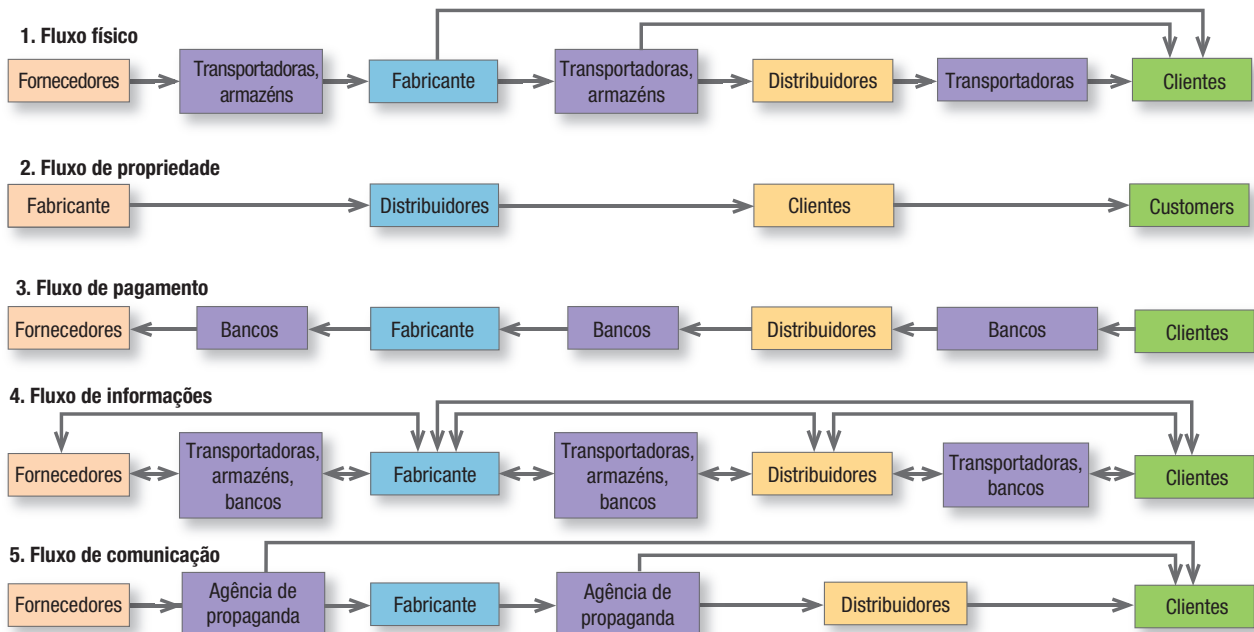 1. Fluxo físico
Fornecedores
Transportadoras,
armazéns
Fabricante
Transportadoras,
armazéns
Distribuidores
Transportadoras
Clientes
2. Fluxo de propriedade
Fabricante
Distribuidores
Clientes
Customers
3. Fluxo de pagamento
Fornecedores
Bancos
Fabricante
Bancos
Distribuidores
Bancos
Clientes
4. Fluxo de informações
Fornecedores
Transportadoras,
armazéns,
bancos
Fabricante
Transportadoras,
armazéns,
bancos
Distribuidores
Transportadoras,
bancos
Clientes
5. Fluxo de comunicação
Fornecedores
Agência de
propaganda
Fabricante
Agência de
propaganda
Distribuidores
Clientes